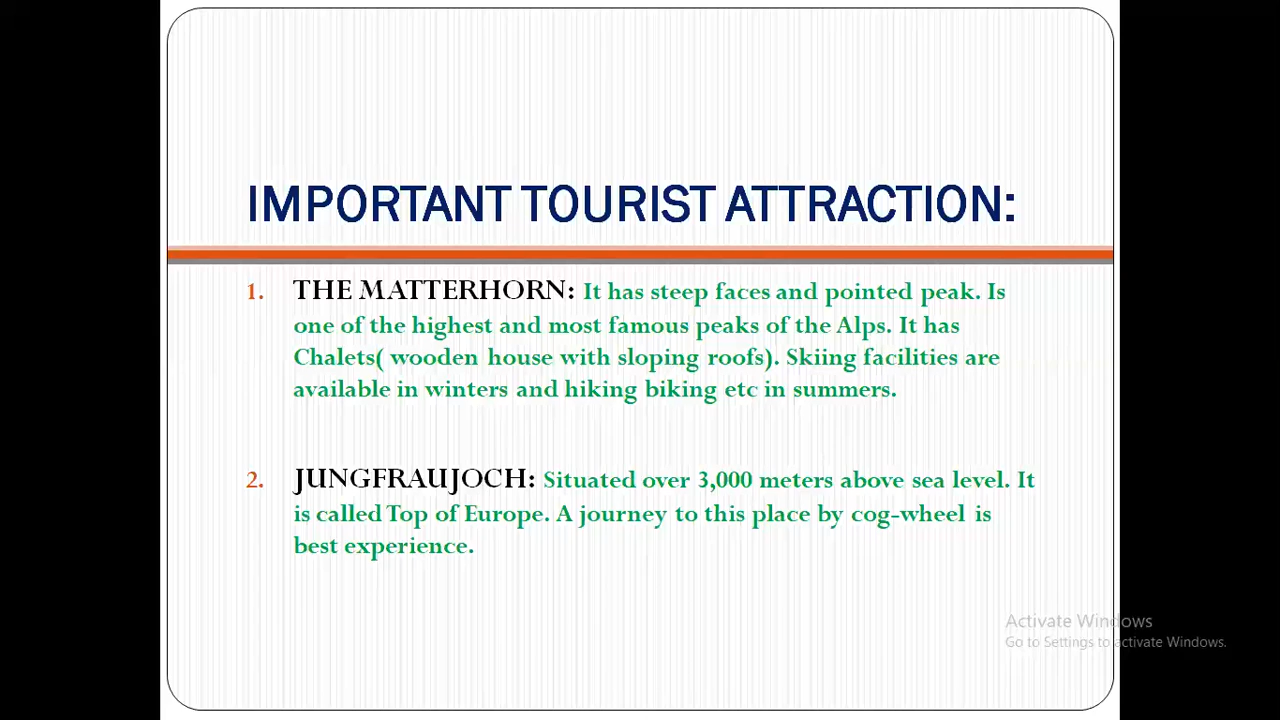 IMPORTANT TOURIST ATTRACTION:
1. THE MATTERHORN: It has steep faces and pointed peak. Is
one of the highest and most famous peaks of the Alps. It has
Chalets( wooden house with sloping roofs). Skiing facilities are
available in winters and hiking biking etc in summers.
2. JUNGFRAUJOCH: Situated over 3,000 meters above sea level. It
is called Top of Europe. A journey to this place by cog-wheel is
best experience.
Activate Windows
Go to Settings to activate Windows.